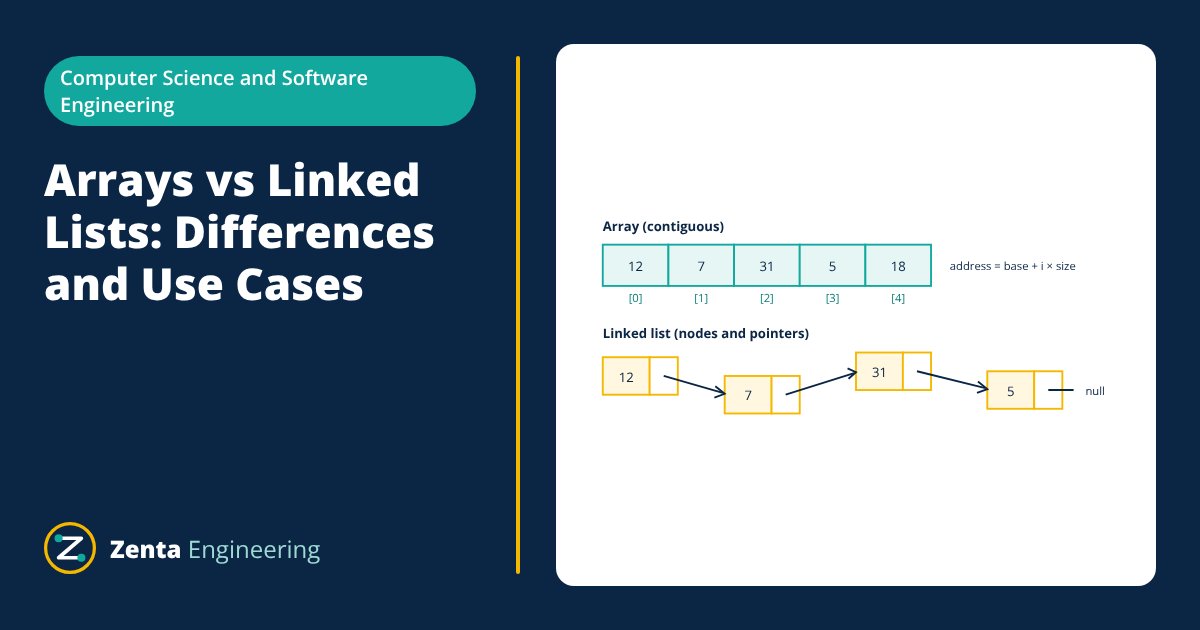 Computer Science and Software
Engineering
Arrays vs Linked
Lists: Differences
and Use Cases
Zenta Engineering
Array (contiguous)
12 7 31 5 18 address = base + i × size
[0] [1] [2] [3] [4]
Linked list (nodes and pointers)
12 7 31 5 null